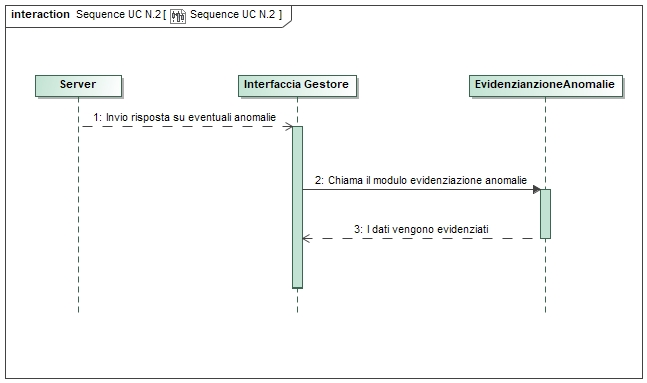 interaction Sequence UC N.2 [ Sequence UC N.2 ]
Server
Interfaccia Gestore
EvidenzianzioneAnomalie
1: Invio risposta su eventuali anomalie
2: Chiama il modulo evidenziazione anomalie
3: I dati vengono evidenziati